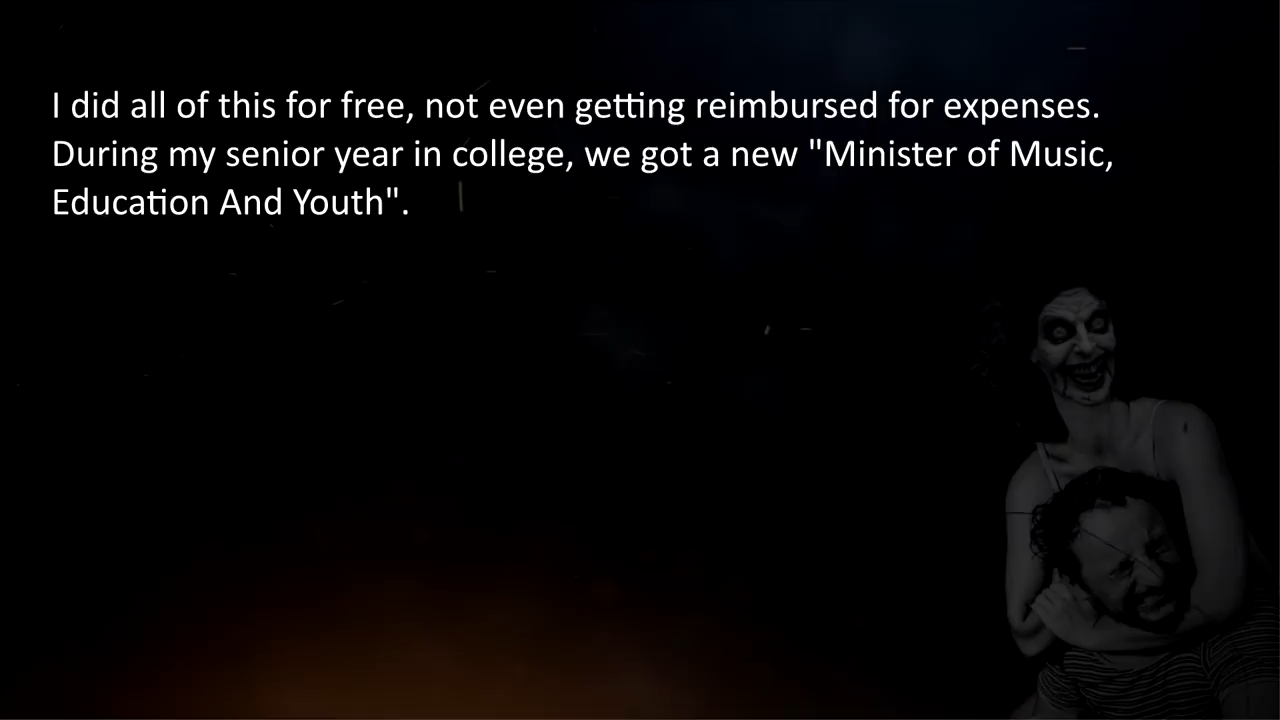 I did all of this for free, not even getting reimbursed for expenses.
During my senior year in college, we got a new "Minister of Music,
Education And Youth".